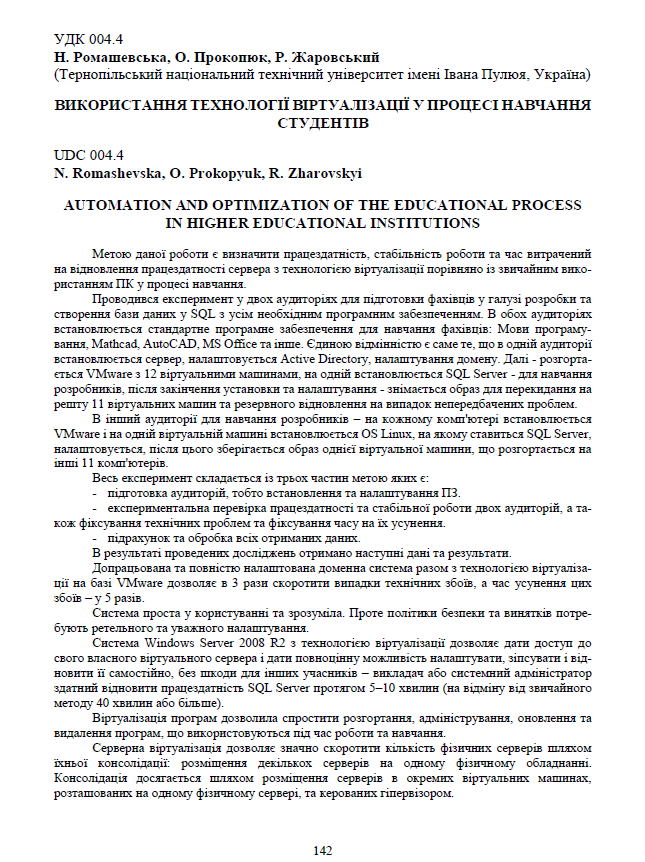 УДК 004.4
Н. Ромашевська, О. Прокопюк, Р. Жаровський
(Тернопільський національний технічний університет імені Івана Пулюя, Україна)
ВИКОРИСТАННЯ ТЕХНОЛОГІЇ ВІРТУАЛІЗАЦІЇ У ПРОЦЕСІ НАВЧАННЯ
СТУДЕНТІВ
UDC 004.4
N. Romashevska, O. Prokopyuk, R. Zharovskyi
AUTOMATION AND OPTIMIZATION OF THE EDUCATIONAL PROCESS
IN HIGHER EDUCATIONAL INSTITUTIONS
Метою даної роботи є визначити працездатність, стабільність роботи та час витрачений
на відновлення працездатності сервера з технологією віртуалізації порівняно із звичайним вико-
ристанням ПК у процесі навчання.
Проводився експеримент у двох аудиторіях для підготовки фахівців у галузі розробки та
створення бази даних у SQL з усім необхідним програмним забезпеченням. В обох аудиторіях
встановлюється стандартне програмне забезпечення для навчання фахівців: Мови програму-
вання, Mathcad, AutoCAD, MS Office та інше. Єдиною відмінністю є саме те, що в одній аудиторії
встановлюється сервер, налаштовується Active Directory, налаштування домену. Далі - розгорта-
ється VMware з 12 віртуальними машинами, на одній встановлюється SQL Server - для навчання
розробників, після закінчення установки та налаштування - знімається образ для перекидання на
решту 11 віртуальних машин та резервного відновлення на випадок непередбачених проблем.
В інший аудиторії для навчання розробників – на кожному комп'ютері встановлюється
VMware і на одній віртуальній машині встановлюється OS Linux, на якому ставиться SQL Server,
налаштовується, після цього зберігається образ однієї віртуальної машини, що розгортається на
інші 11 комп'ютерів.
Весь експеримент складається із трьох частин метою яких є:
- підготовка аудиторій, тобто встановлення та налаштування ПЗ.
- експериментальна перевірка працездатності та стабільної роботи двох аудиторій, а та-
кож фіксування технічних проблем та фіксування часу на їх усунення.
- підрахунок та обробка всіх отриманих даних.
В результаті проведених досліджень отримано наступні дані та результати.
Допрацьована та повністю налаштована доменна система разом з технологією віртуаліза-
ції на базі VMware дозволяє в 3 рази скоротити випадки технічних збоїв, а час усунення цих
збоїв – у 5 разів.
Система проста у користуванні та зрозуміла. Проте політики безпеки та винятків потре-
бують ретельного та уважного налаштування.
Система Windows Server 2008 R2 з технологією віртуалізації дозволяє дати доступ до
свого власного віртуального сервера і дати повноцінну можливість налаштувати, зіпсувати і від-
новити її самостійно, без шкоди для інших учасників – викладач або системний адміністратор
здатний відновити працездатність SQL Server протягом 5–10 хвилин (на відміну від звичайного
методу 40 хвилин або більше).
Віртуалізація програм дозволила спростити розгортання, адміністрування, оновлення та
видалення програм, що використовуються під час роботи та навчання.
Серверна віртуалізація дозволяє значно скоротити кількість фізичних серверів шляхом
їхньої консолідації: розміщення декількох серверів на одному фізичному обладнанні.
Консолідація досягається шляхом розміщення серверів в окремих віртуальних машинах,
розташованих на одному фізичному сервері, та керованих гіпервізором.
142